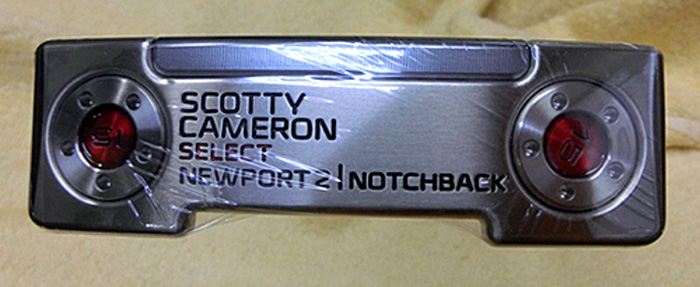 SCOTTY
CAMERON
SELECT
NEWPORT 2 | NOTCHBACK